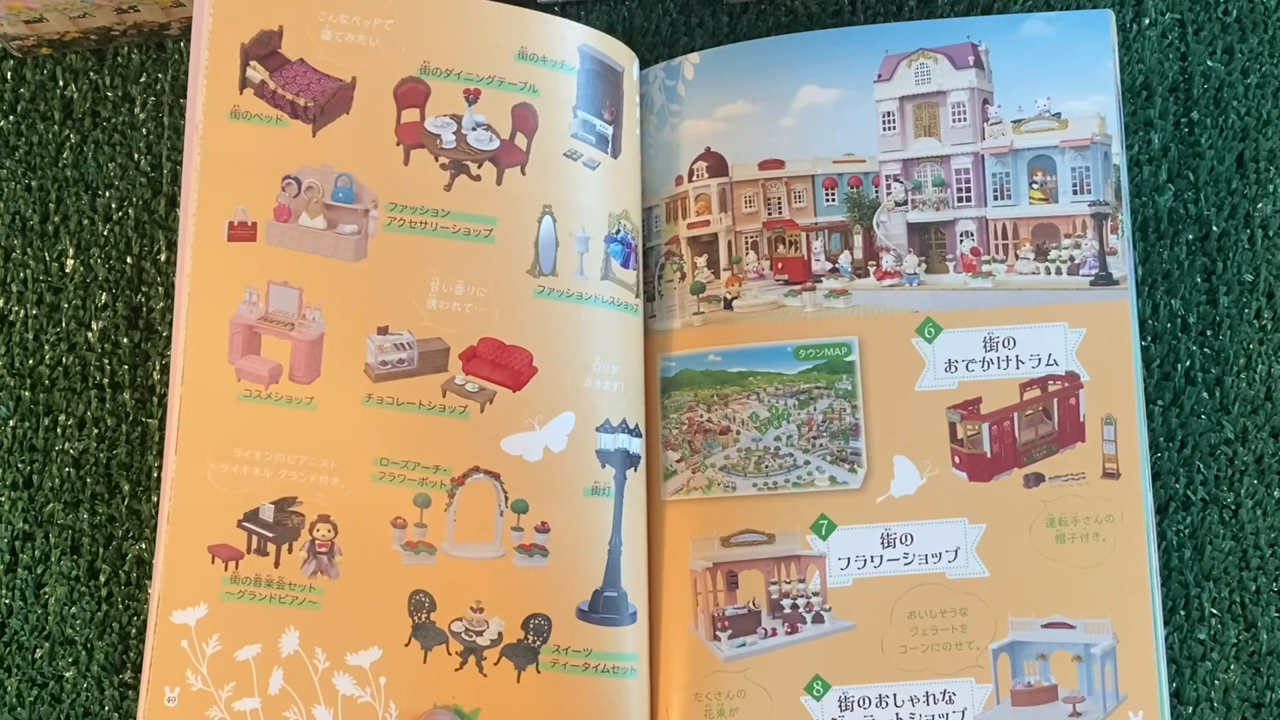 こんなベッドで
寝てみたい。
街のベッド
街のダイニングテーブル
街のキッチン
ファッション
アクセサリーショップ
ファッションドレスショップ
甘い香りに
誘われて…
コスメショップ
チョコレートショップ
灯りが
点きます!
ライオンのピアニスト
ライオネル グランド付き。
ローズアーチ・
フラワーポット
街灯
街の音楽会セット
〜グランドピアノ〜
スイーツ
ティータイムセット
49
タウンMAP
6
街の
おでかけトラム
運転手さんの
帽子付き。
7
街の
フラワーショップ
おいしそうな
ジェラートを
コーンにのせて。
たくさんの
花束が
8
街のおしゃれな
ジェラートショップ